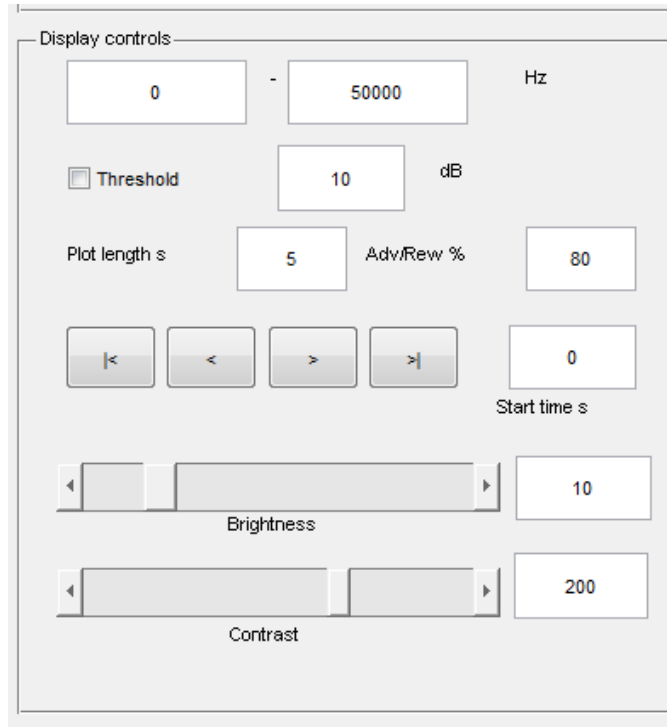 Display controls
0 - 50000 Hz
Threshold 10 dB
Plot length s 5 Adv/Rew % 80
|< < > >| 0
Start time s
10
Brightness
200
Contrast